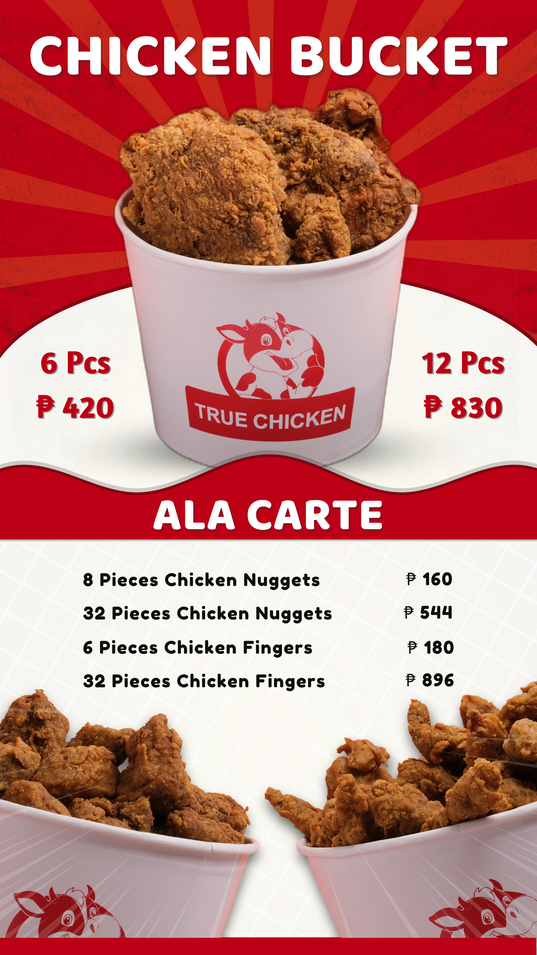 CHICKEN BUCKET
TRUE CHICKEN
6 Pcs
₱ 420
12 Pcs
₱ 830
ALA CARTE
8 Pieces Chicken Nuggets ₱ 160
32 Pieces Chicken Nuggets ₱ 544
6 Pieces Chicken Fingers ₱ 180
32 Pieces Chicken Fingers ₱ 896